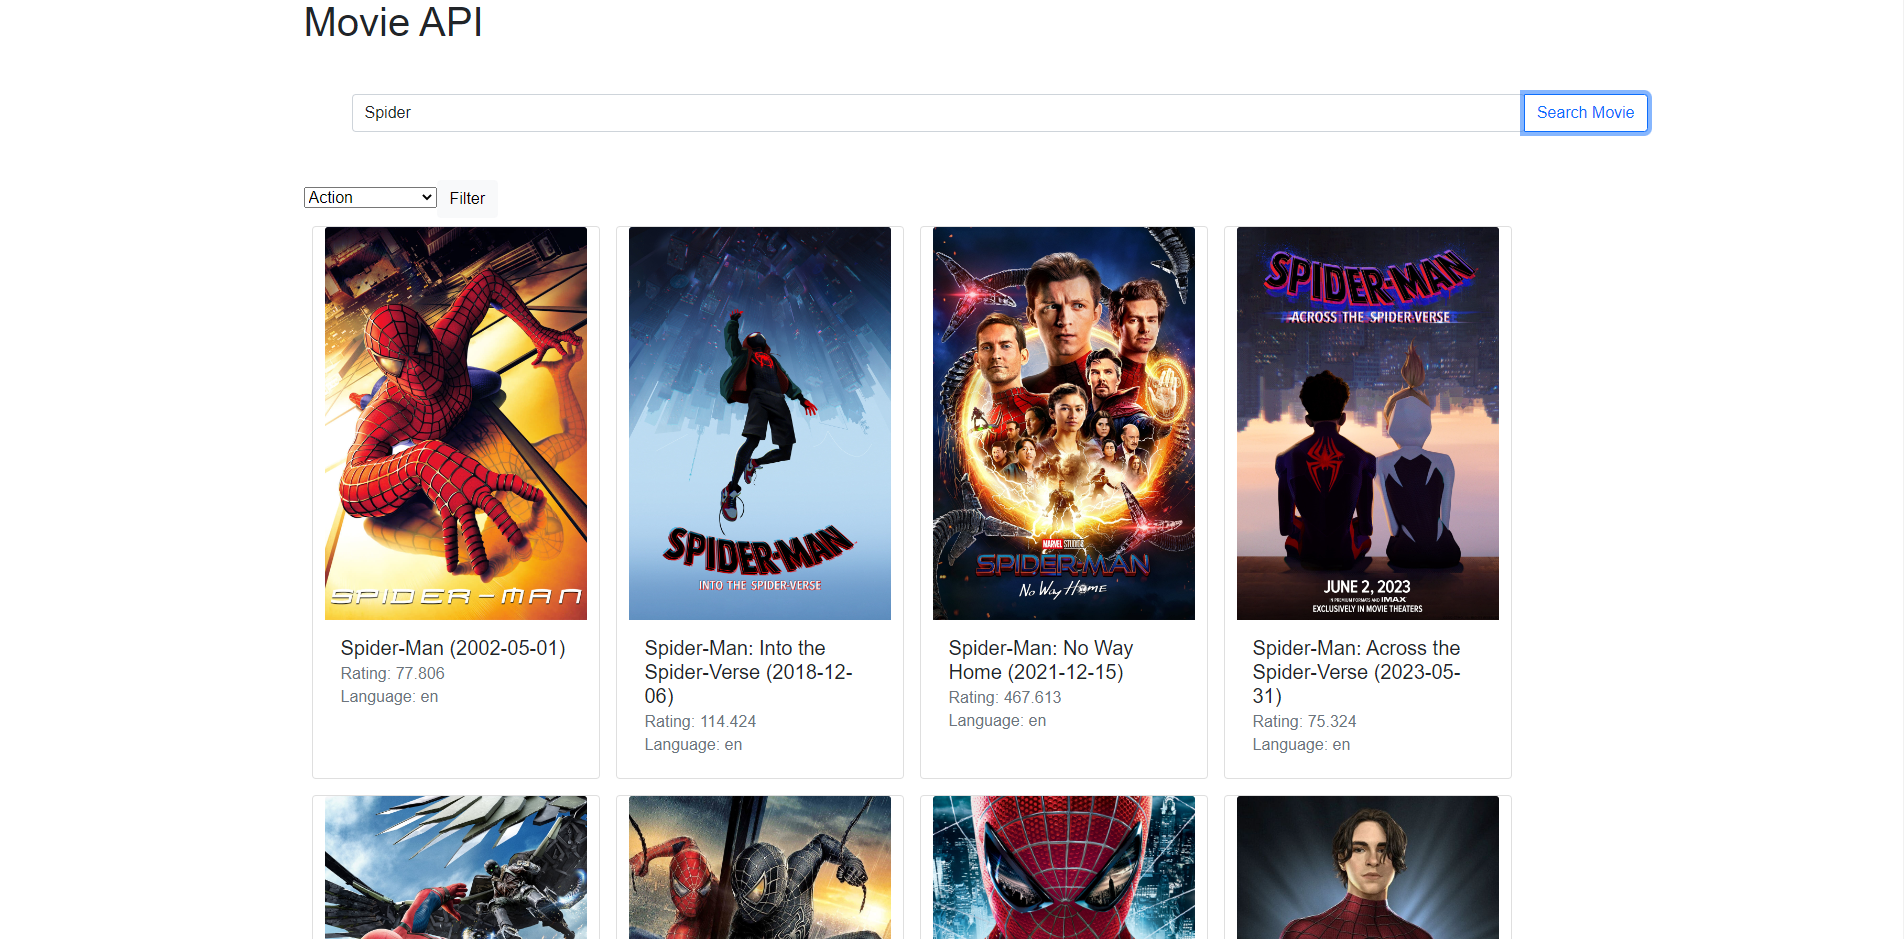 Movie API
Spider
Search Movie
Action
Filter
SPIDER-MAN
SPIDER-MAN
INTO THE SPIDER-VERSE
MARVEL STUDIOS
SPIDER-MAN
No Way Home
SPIDER-MAN
ACROSS THE SPIDER-VERSE
JUNE 2, 2023
IN PREMIUM FORMATS AND IMAX
EXCLUSIVELY IN MOVIE THEATERS
Spider-Man (2002-05-01)
Rating: 77.806
Language: en
Spider-Man: Into the
Spider-Verse (2018-12-
06)
Rating: 114.424
Language: en
Spider-Man: No Way
Home (2021-12-15)
Rating: 467.613
Language: en
Spider-Man: Across the
Spider-Verse (2023-05-
31)
Rating: 75.324
Language: en